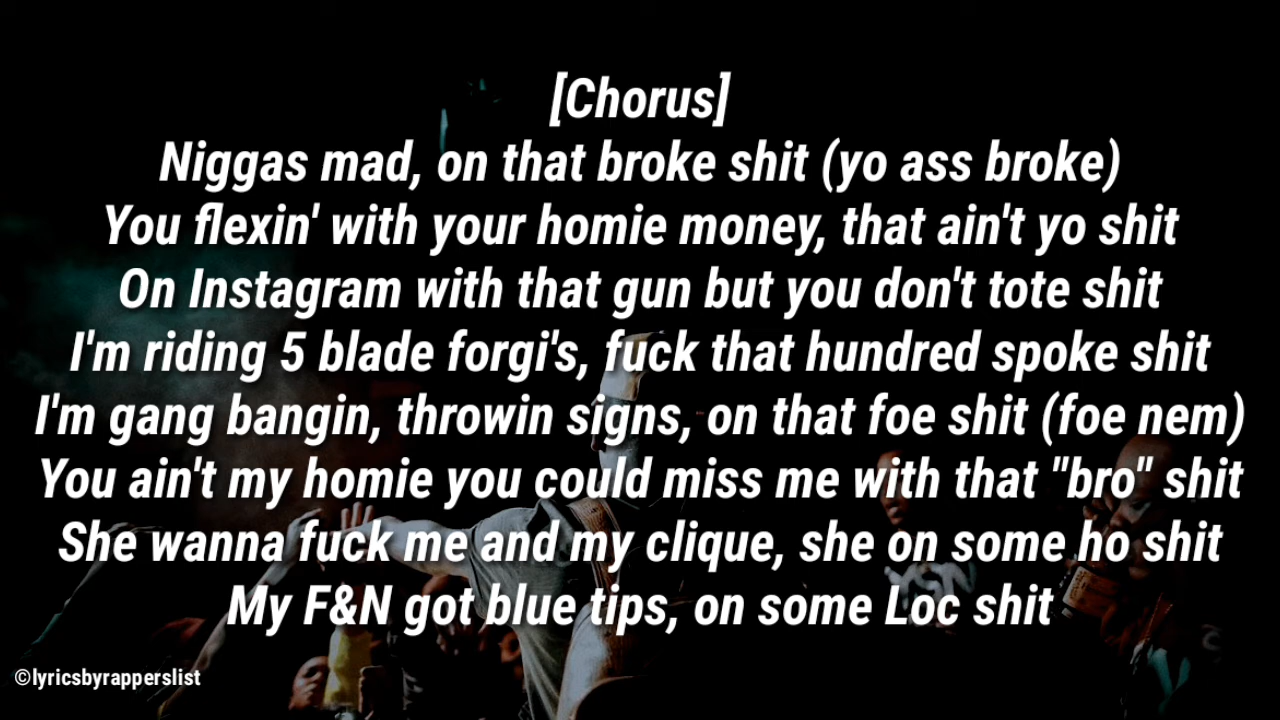 [Chorus]
Niggas mad, on that broke shit (yo ass broke)
You flexin' with your homie money, that ain't yo shit
On Instagram with that gun but you don't tote shit
I'm riding 5 blade forgi's, fuck that hundred spoke shit
I'm gang bangin, throwin signs, on that foe shit (foe nem)
You ain't my homie you could miss me with that "bro" shit
She wanna fuck me and my clique, she on some ho shit
My F&N got blue tips, on some Loc shit
©lyricsbyrapperslist